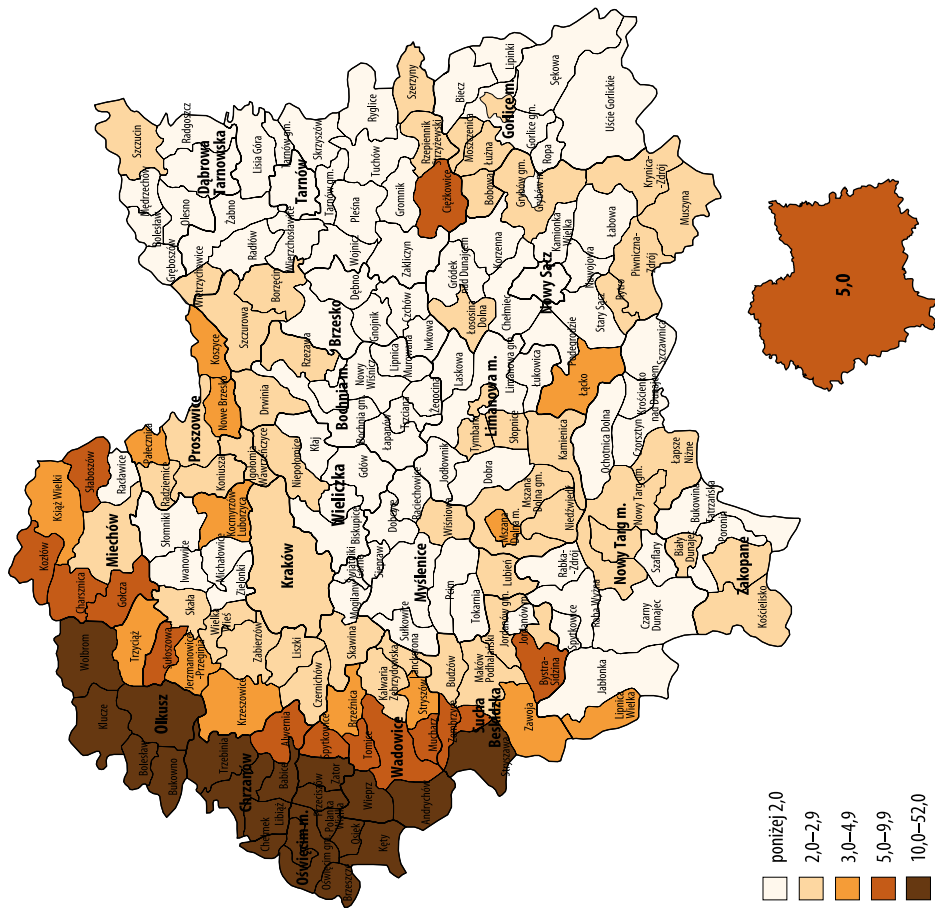 Szczucin
Radgoszcz
Mędrzechów
Bolesław
Olesno
Dąbrowa
Tarnowska
Gręboszów
Żabno
Lisia Góra
Tarnów gm.
Skrzyszów
Tarnów
Tarnów gm.
Wietrzychowice
Radłów
Wierzchosławice
Wojnicz
Pleśna
Tuchów
Ryglice
Szerzyny
Gromnik
Rzepiennik
Strzyżewski
Ciężkowice
Moszczenica
Łużna
Biecz
Lipinki
Gorlice m.
Gorlice gm.
Sękowa
Ropa
Uście Gorlickie
Bobowa
Grybów gm.
Grybów m.
Krynica-
Zdrój
Muszyna
Kamionka
Wielka
Łabowa
Nawojowa
Piwniczna-
Zdrój
Rytro
Korzenna
Zakliczyn
Gródek
nad Dunajcem
Nowy Sącz
Chełmiec
Stary Sącz
Podegrodzie
Łososina
Dolna
Borzęcin
Dębno
Szczurowa
Koszyce
Rzezawa
Brzesko
Gnojnik
Czchów
Iwkowa
Lipnica
Murowana
Nowy
Wiśnicz
Bochnia m.
Bochnia gm.
Trzciana
Żegocina
Łapanów
Laskowa
Limanowa gm.
Limanowa m.
Łukowica
Łącko
Szczawnica
Krościenko
nad Dunajcem
Ochotnica Dolna
Czorsztyn
Łapsze
Niżne
Kamienica
Słopnice
Tymbark
Jodłownik
Dobra
Nowe Brzesko
Drwinia
Proszowice
Kłaj
Niepołomice
Igołomia-
Wawrzeńczyce
Koniusza
Radziemice
Pałecznica
Racławice
Słaboszów
Książ Wielki
Kozłów
Miechów
Charsznica
Gołcza
Słomniki
Kocmyrzów
Luborzyca
Iwanowice
Michałowice
Zielonki
Kraków
Wieliczka
Gdów
Biskupice
Raciechowice
Dobczyce
Wiśniowa
Świątniki
Górne
Siepraw
Mogilany
Myślenice
Pcim
Tokarnia
Sułkowice
Lubień
Mszana
Dolna m.
Mszana
Dolna gm.
Niedźwiedź
Nowy Targ gm.
Nowy Targ m.
Rabka-
Zdrój
Raba Wyżna
Szaflary
Bukowina
Tatrzańska
Biały
Dunajec
Poronin
Zakopane
Kościelisko
Czarny
Dunajec
Jabłonka
Spytkowice
Bystra-
Sidzina
Jordanów m.
Jordanów gm.
Lipnica
Wielka
Zawoja
Maków
Podhalański
Budzów
Sucha
Beskidzka
Stryszawa
Zembrzyce
Stryszów
Mucharz
Wadowice
Kalwaria
Zebrzydowska
Lanckorona
Skawina
Brzeźnica
Tomice
Spytkowice
Czernichów
Liszki
Zabierzów
Wielka
Wieś
Skała
Jerzmanowice
-Przeginia
Sułoszowa
Trzyciąż
Wolbrom
Klucze
Olkusz
Bolesław
Bukowno
Krzeszowice
Trzebinia
Chrzanów
Alwernia
Babice
Libiąż
Chełmek
Zator
Przeciszów
Polanka
Wielka
Oświęcim m.
Oświęcim gm.
Brzeszcze
Osiek
Wieprz
Kęty
Andrychów
5,0
poniżej 2,0
2,0–2,9
3,0–4,9
5,0–9,9
10,0–52,0